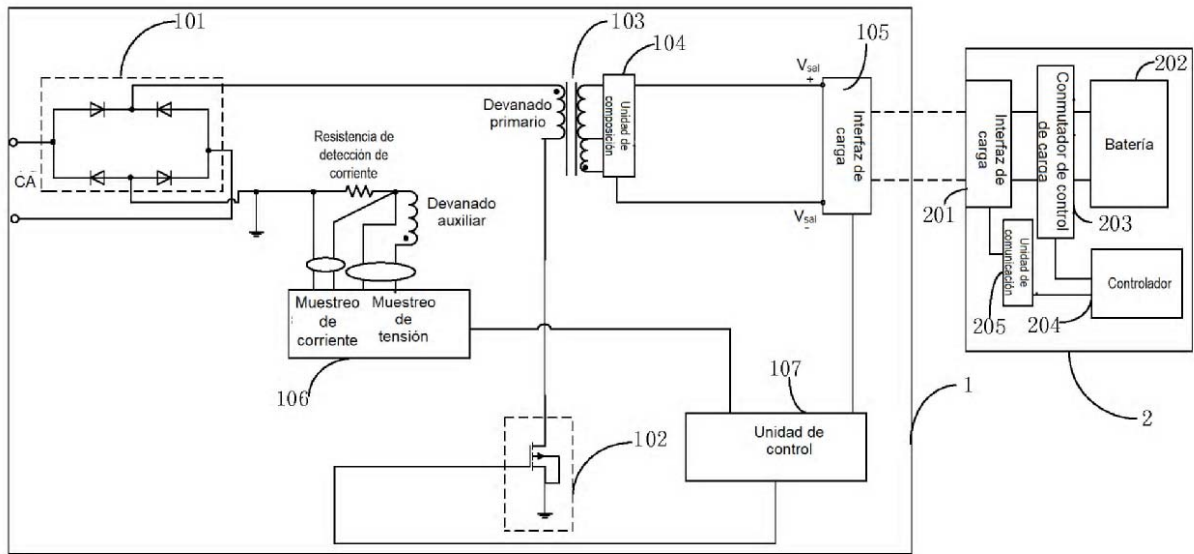 101
103
104
105
202
CA
Devanado
primario
Unidad de
composición
V_sal
+
Interfaz de
carga
V_sal
-
Resistencia de
detección de
corriente
Devanado
auxiliar
Muestreo
de
corriente
Muestreo
de
tensión
106
107
Unidad de
control
102
1
Interfaz de
carga
201
Conmutador de control
de carga
203
Batería
Unidad de
comunicación
205
204
Controlador
2